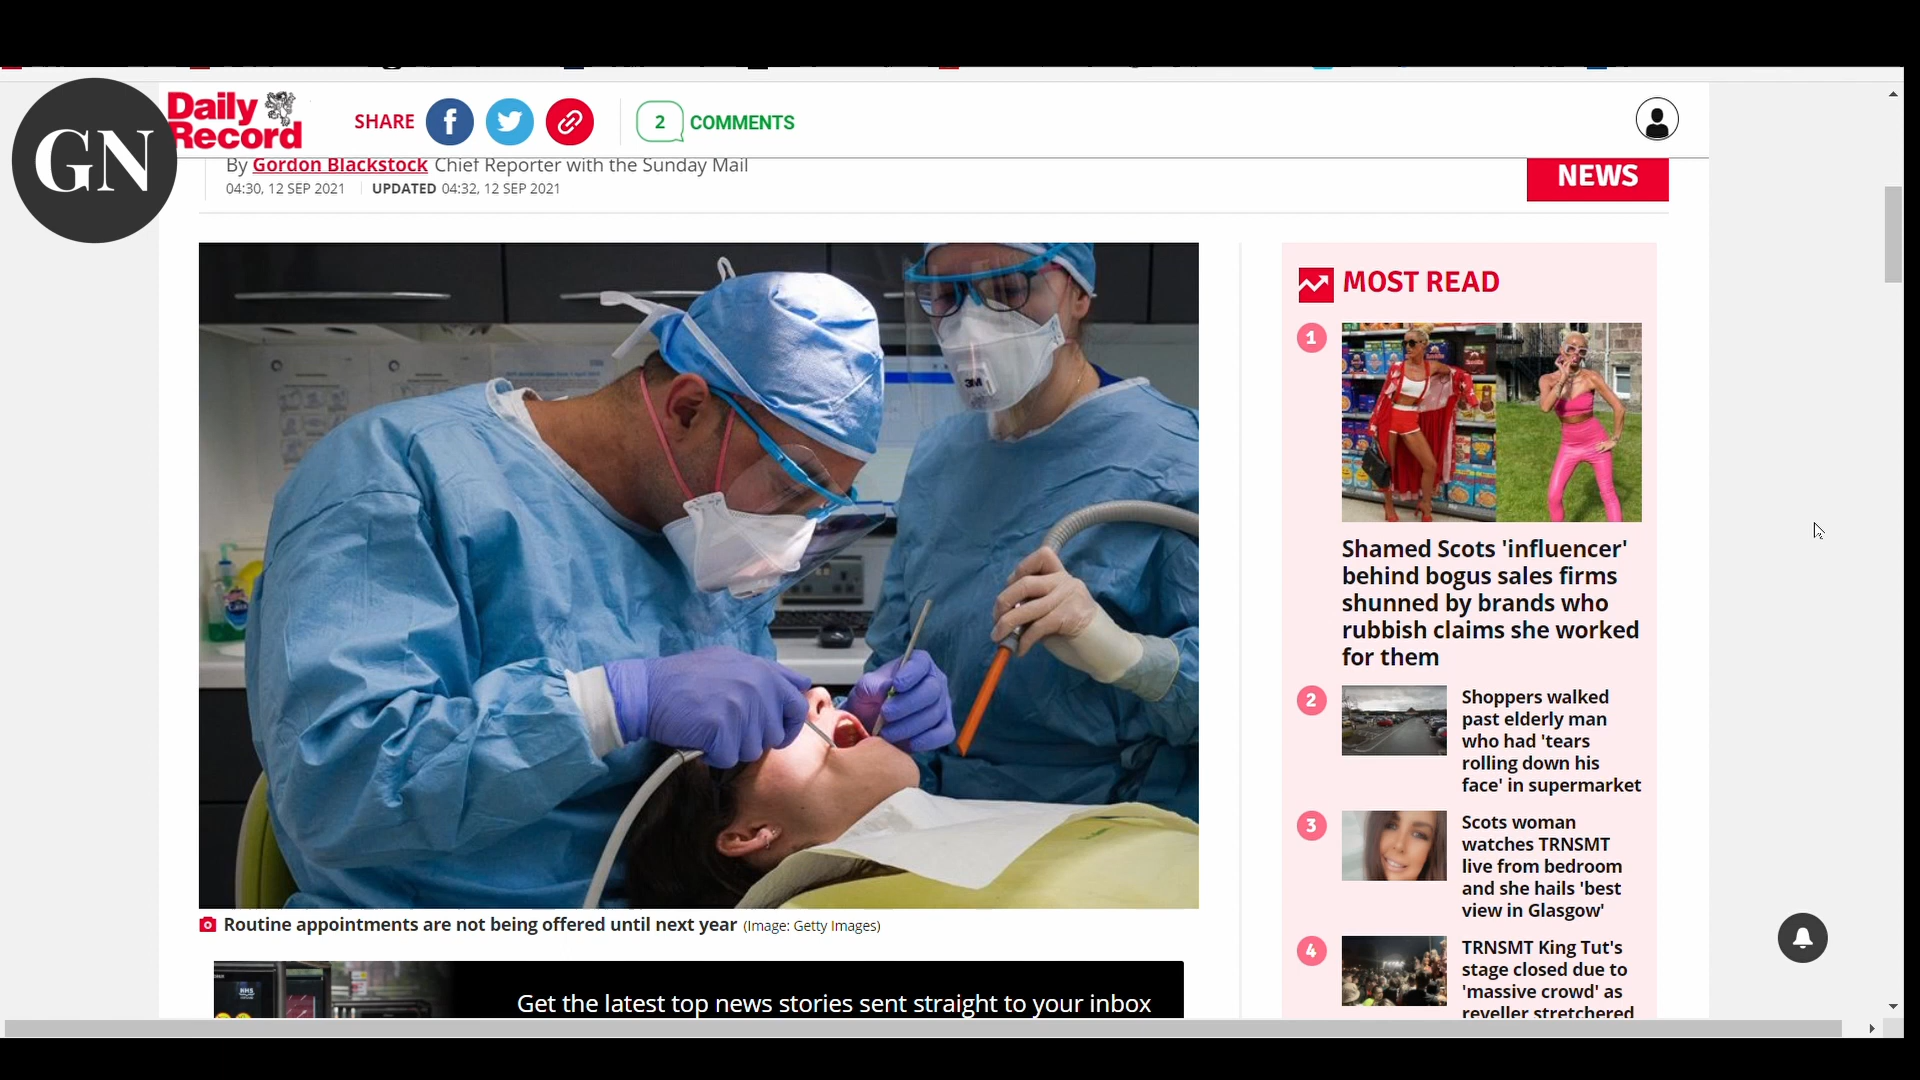 GN
Daily
Record
SHARE
2 COMMENTS
By Gordon Blackstock Chief Reporter with the Sunday Mail
04:30, 12 SEP 2021 UPDATED 04:32, 12 SEP 2021
NEWS
3M
Routine appointments are not being offered until next year (Image: Getty Images)
NHS
Get the latest top news stories sent straight to your inbox
MOST READ
1
Shamed Scots 'influencer'
behind bogus sales firms
shunned by brands who
rubbish claims she worked
for them
2
Shoppers walked
past elderly man
who had 'tears
rolling down his
face' in supermarket
3
Scots woman
watches TRNSMT
live from bedroom
and she hails 'best
view in Glasgow'
4
TRNSMT King Tut's
stage closed due to
'massive crowd' as
reveller stretchered